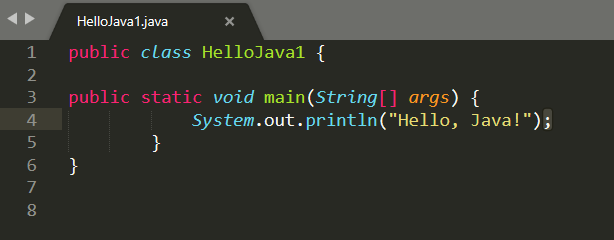 HelloJava1.java
1 public class HelloJava1 {
2
3 public static void main(String[] args) {
4 System.out.println("Hello, Java!");
5 }
6 }
7
8